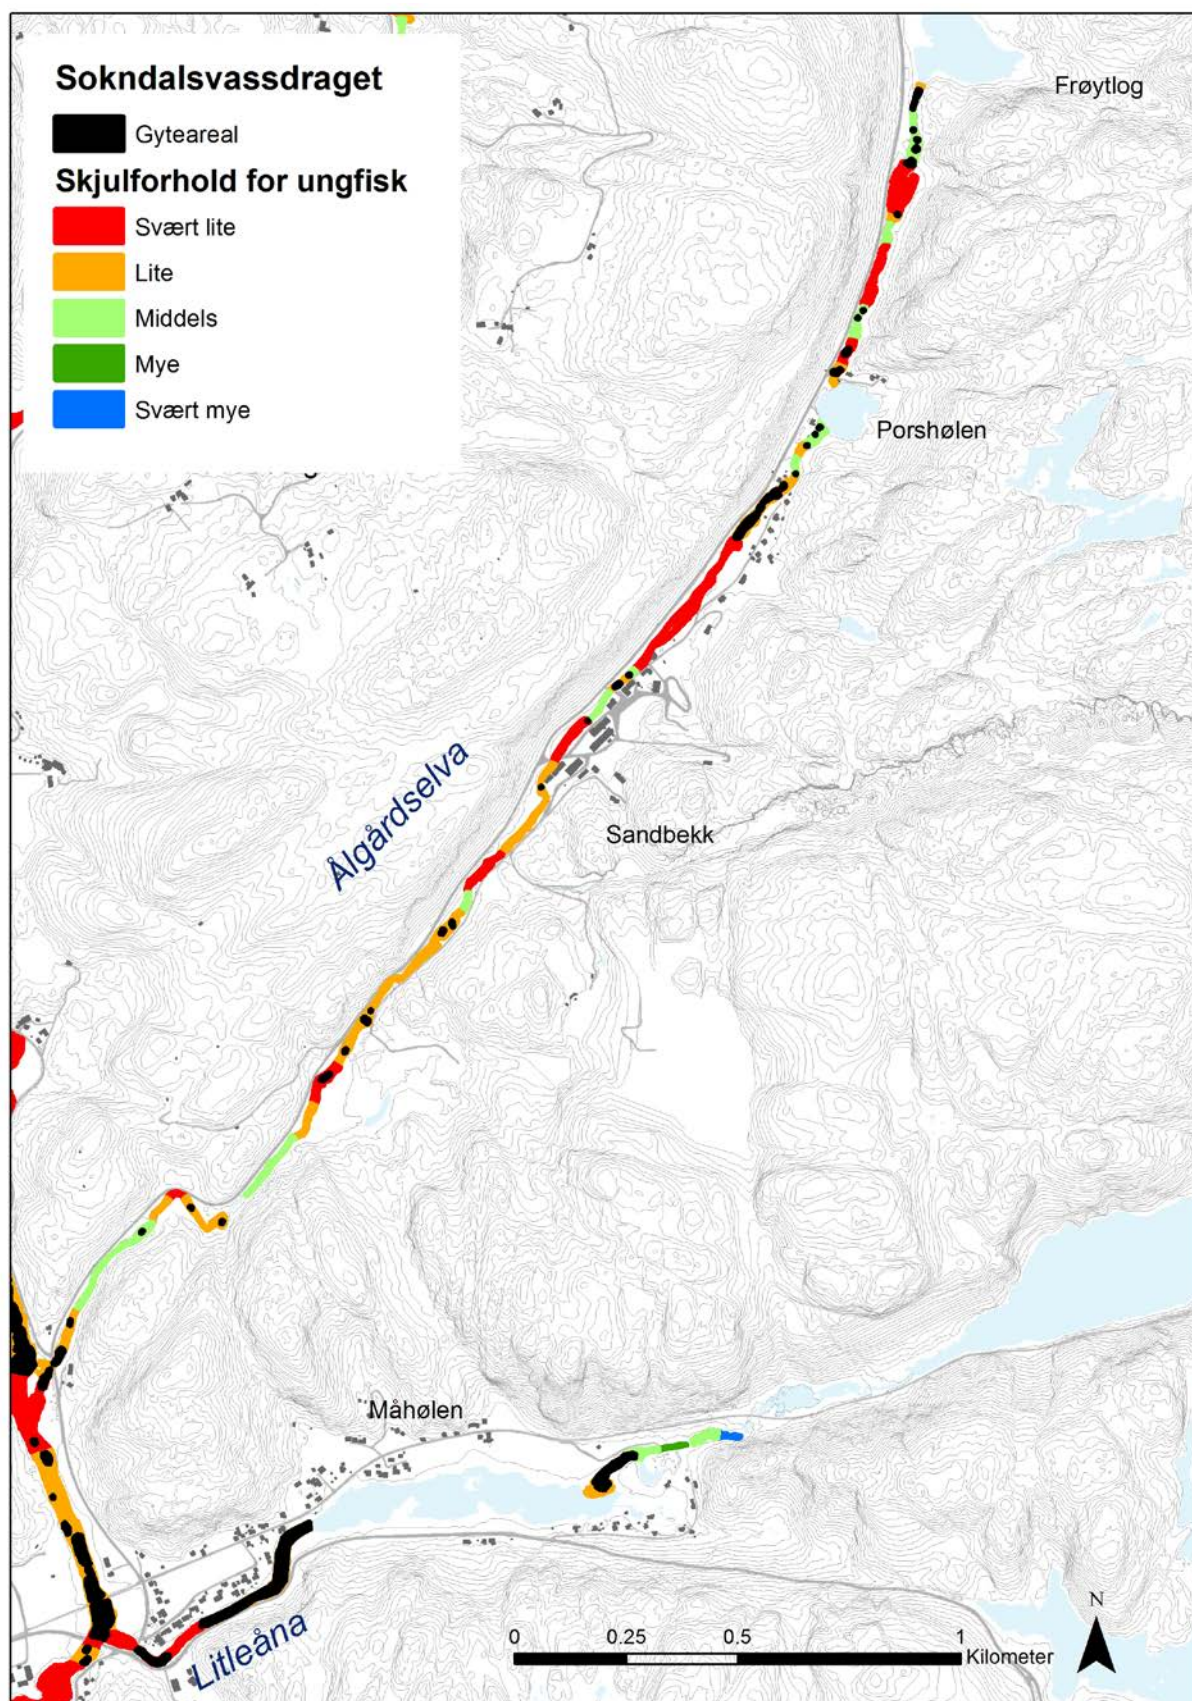 Sokndalsvassdraget
Gyteareal
Skjulforhold for ungfisk
Svært lite
Lite
Middels
Mye
Svært mye
Frøytlog
Porshølen
Ålgårdselva
Sandbekk
Måhølen
Litleåna
0 0.25 0.5 1
Kilometer
N